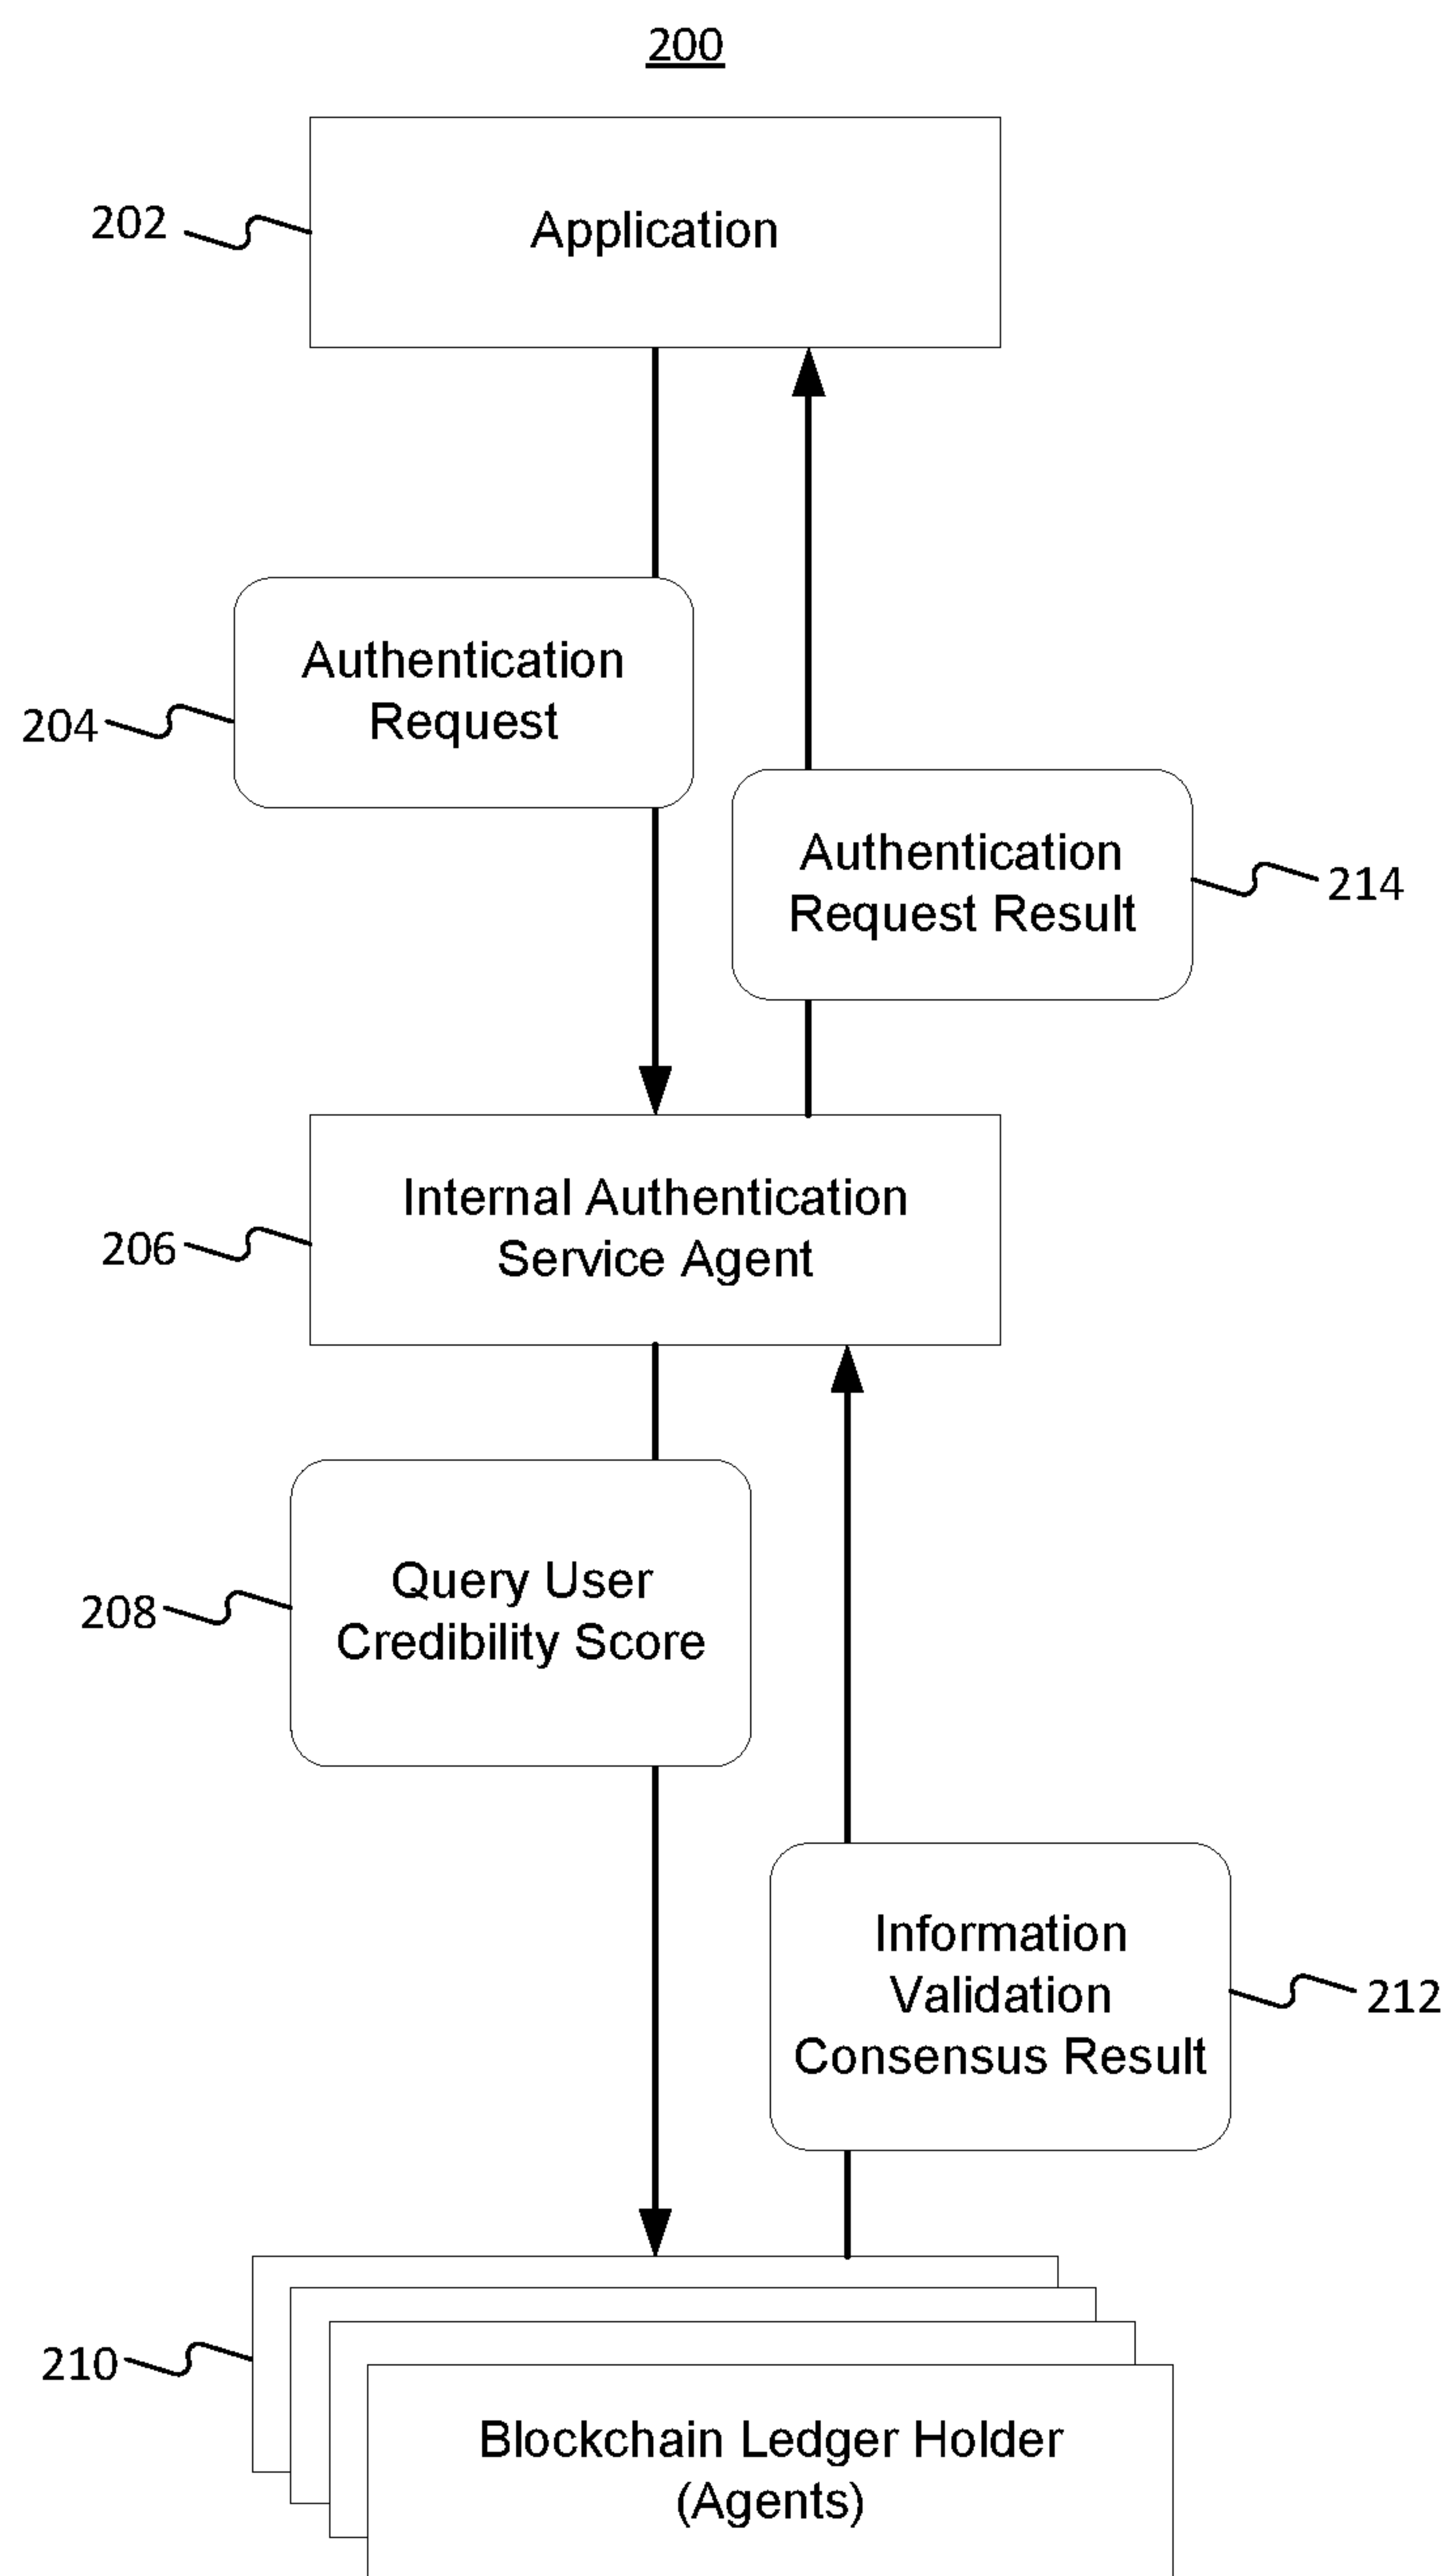 200
202
Application
204
Authentication
Request
Authentication
Request Result
214
206
Internal Authentication
Service Agent
208
Query User
Credibility Score
Information
Validation
Consensus Result
212
210
Blockchain Ledger Holder
(Agents)